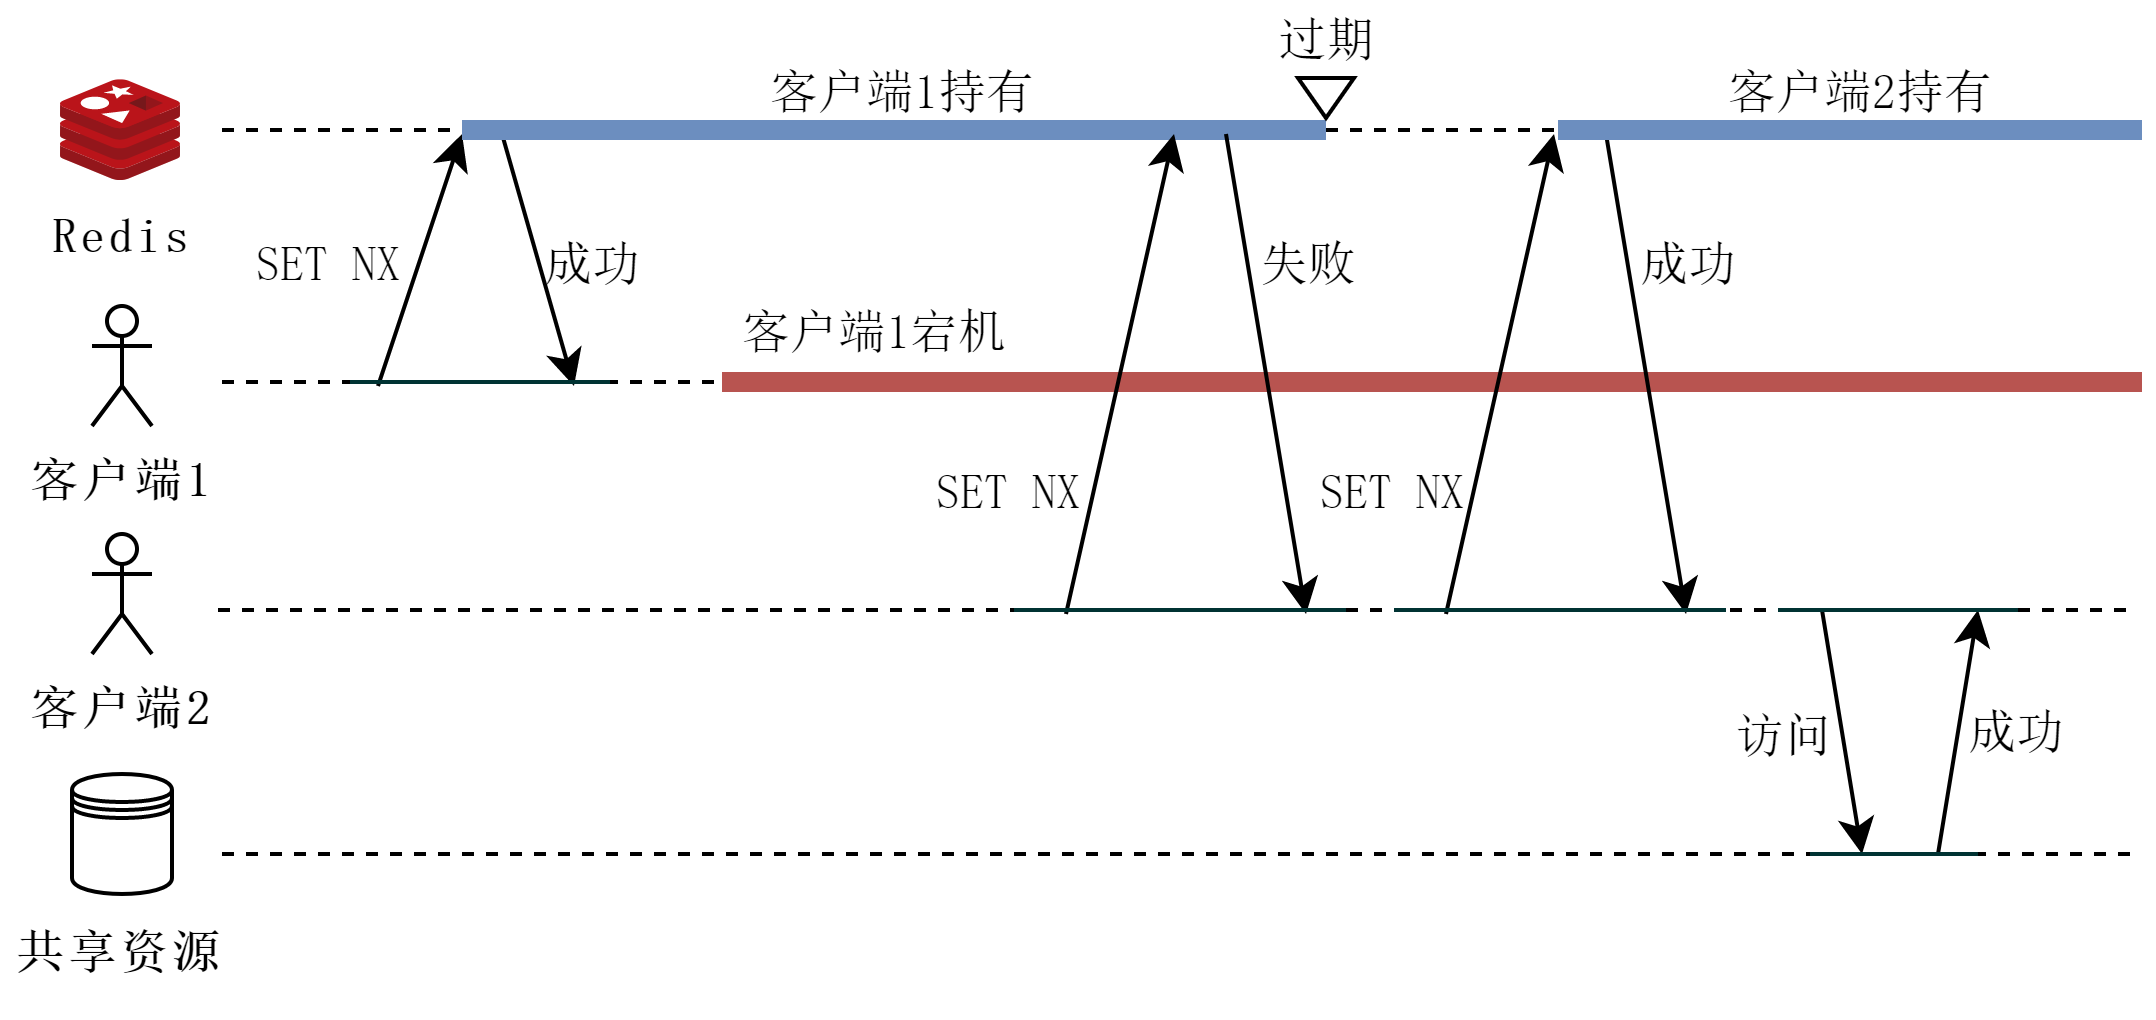 过期
客户端1持有
客户端2持有
Redis
SET NX
成功
失败
成功
客户端1宕机
客户端1
SET NX
SET NX
客户端2
访问
成功
共享资源